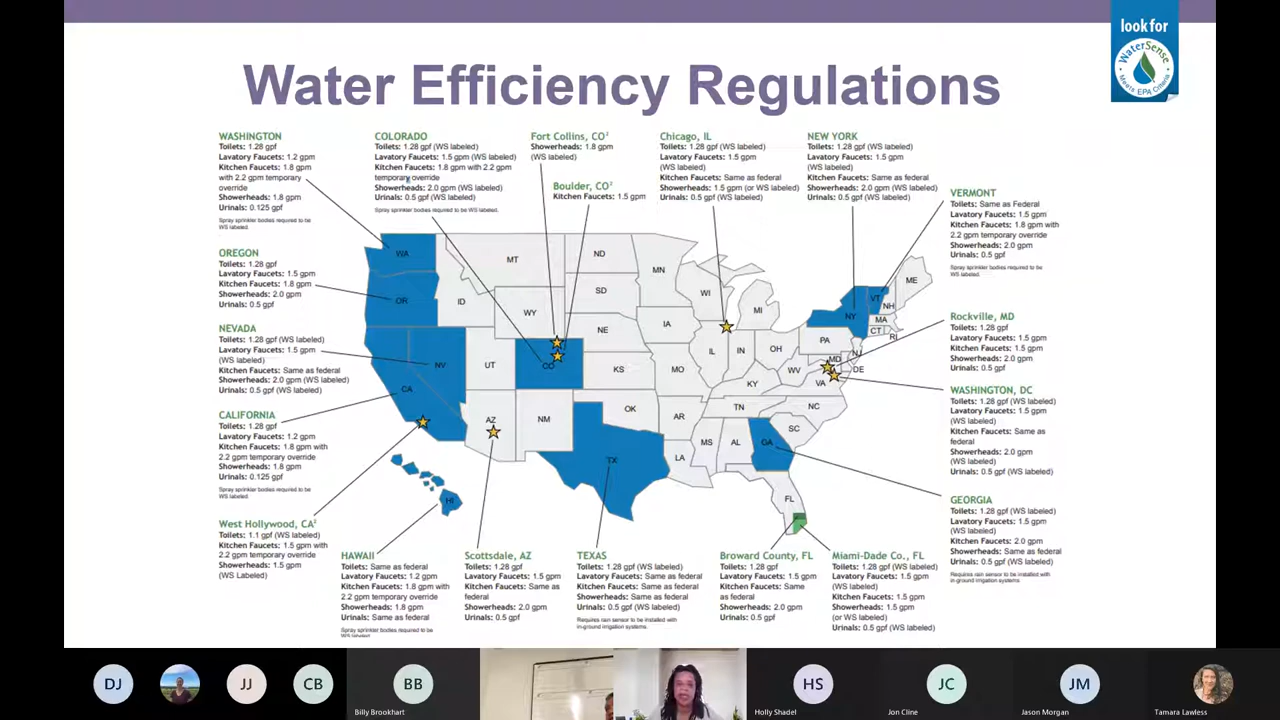 look for
WaterSense
Meets EPA Criteria
Water Efficiency Regulations
WASHINGTON
Toilets: 1.28 gpf
Lavatory Faucets: 1.2 gpm
Kitchen Faucets: 1.8 gpm
with 2.2 gpm temporary
override
Showerheads: 1.8 gpm
Urinals: 0.125 gpf
Spray sprinkler bodies required to be
WS labeled.
COLORADO
Toilets: 1.28 gpf (WS labeled)
Lavatory Faucets: 1.5 gpm (WS labeled)
Kitchen Faucets: 1.8 gpm with 2.2 gpm
temporary override
Showerheads: 2.0 gpm (WS labeled)
Urinals: 0.5 gpf (WS labeled)
Spray sprinkler bodies required to be WS labeled.
Fort Collins, CO²
Showerheads: 1.8 gpm
(WS labeled)
Boulder, CO²
Kitchen Faucets: 1.5 gpm
Chicago, IL
Toilets: 1.28 gpf (WS labeled)
Lavatory Faucets: 1.5 gpm
(WS labeled)
Kitchen Faucets: Same as federal
Showerheads: 1.5 gpm (or WS labeled)
Urinals: 0.5 gpf (WS labeled)
NEW YORK
Toilets: 1.28 gpf (WS labeled)
Lavatory Faucets: 1.5 gpm
(WS labeled)
Kitchen Faucets: Same as federal
Showerheads: 2.0 gpm (WS labeled)
Urinals: 0.5 gpf (WS labeled)
VERMONT
Toilets: Same as Federal
Lavatory Faucets: 1.5 gpm
Kitchen Faucets: 1.8 gpm with
2.2 gpm temporary override
Showerheads: 2.0 gpm
Urinals: 0.5 gpf
Spray sprinkler bodies required to be
WS labeled.
OREGON
Toilets: 1.28 gpf
Lavatory Faucets: 1.5 gpm
Kitchen Faucets: 1.8 gpm
Showerheads: 2.0 gpm
Urinals: 0.5 gpf
NEVADA
Toilets: 1.28 gpf (WS labeled)
Lavatory Faucets: 1.5 gpm
(WS labeled)
Kitchen Faucets: Same as federal
Showerheads: 2.0 gpm (WS labeled)
Urinals: 0.5 gpf (WS labeled)
CALIFORNIA
Toilets: 1.28 gpf
Lavatory Faucets: 1.2 gpm
Kitchen Faucets: 1.8 gpm with
2.2 gpm temporary override
Showerheads: 1.8 gpm
Urinals: 0.125 gpf
Spray sprinkler bodies required to be
WS labeled.
West Hollywood, CA²
Toilets: 1.1 gpf (WS labeled)
Kitchen Faucets: 1.5 gpm with
2.2 gpm temporary override
Showerheads: 1.5 gpm
(WS Labeled)
WA
OR
CA
NV
ID
MT
WY
UT
AZ
CO
NM
ND
SD
NE
KS
OK
TX
MN
IA
MO
AR
LA
WI
IL
MI
IN
OH
KY
TN
MS
AL
GA
FL
SC
NC
VA
WV
PA
NY
VT
NH
ME
MA
CT
RI
NJ
MD
DE
HI
Rockville, MD
Toilets: 1.28 gpf
Lavatory Faucets: 1.5 gpm
Kitchen Faucets: 1.5 gpm
Showerheads: 2.0 gpm
Urinals: 0.5 gpf
WASHINGTON, DC
Toilets: 1.28 gpf (WS labeled)
Lavatory Faucets: 1.5 gpm
(WS labeled)
Kitchen Faucets: Same as
federal
Showerheads: 2.0 gpm
(WS labeled)
Urinals: 0.5 gpf (WS labeled)
GEORGIA
Toilets: 1.28 gpf (WS labeled)
Lavatory Faucets: 1.5 gpm
(WS labeled)
Kitchen Faucets: 2.0 gpm
Showerheads: Same as federal
Urinals: 0.5 gpf (WS labeled)
Requires rain sensor to be installed with
in-ground irrigation systems.
HAWAII
Toilets: Same as federal
Lavatory Faucets: 1.2 gpm
Kitchen Faucets: 1.8 gpm with
2.2 gpm temporary override
Showerheads: 1.8 gpm
Urinals: Same as federal
Spray sprinkler bodies required to be
WS labeled.
Scottsdale, AZ
Toilets: 1.28 gpf
Lavatory Faucets: 1.5 gpm
Kitchen Faucets: Same as
federal
Showerheads: 2.0 gpm
Urinals: 0.5 gpf
TEXAS
Toilets: 1.28 gpf (WS labeled)
Lavatory Faucets: Same as federal
Kitchen Faucets: Same as federal
Showerheads: Same as federal
Urinals: 0.5 gpf (WS labeled)
Requires rain sensor to be installed with
in-ground irrigation systems.
Broward County, FL
Toilets: 1.28 gpf
Lavatory Faucets: 1.5 gpm
Kitchen Faucets: Same as
federal
Showerheads: 2.0 gpm
Urinals: 0.5 gpf
Miami-Dade Co., FL
Toilets: 1.28 gpf (WS labeled)
Lavatory Faucets: 1.5 gpm
(WS labeled)
Kitchen Faucets: 1.5 gpm
Showerheads: 1.5 gpm
(or WS labeled)
Urinals: 0.5 gpf (WS labeled)
DJ
JJ
CB
BB
HS
JC
JM
Billy Brookhart
Holly Shadel
Jon Cline
Jason Morgan
Tamara Lawless